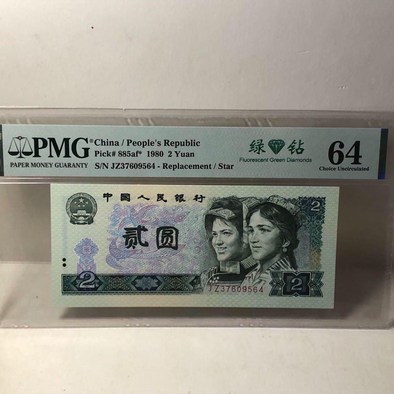 PMG
PAPER MONEY GUARANTY
China / People's Republic
Pick# 885af* 1980 2 Yuan
S/N JZ37609564 - Replacement / Star
绿钻
Fluorescent Green Diamonds
64
Choice Uncirculated
中国人民银行
贰圆
2
2
2
JZ37609564